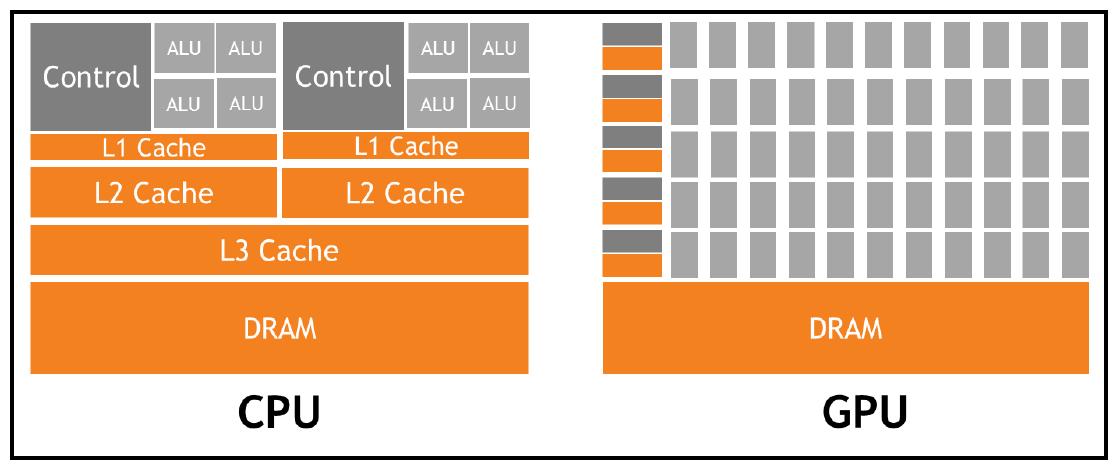 Control
ALU ALU
ALU ALU
Control
ALU ALU
ALU ALU
L1 Cache
L1 Cache
L2 Cache
L2 Cache
L3 Cache
DRAM
CPU
DRAM
GPU